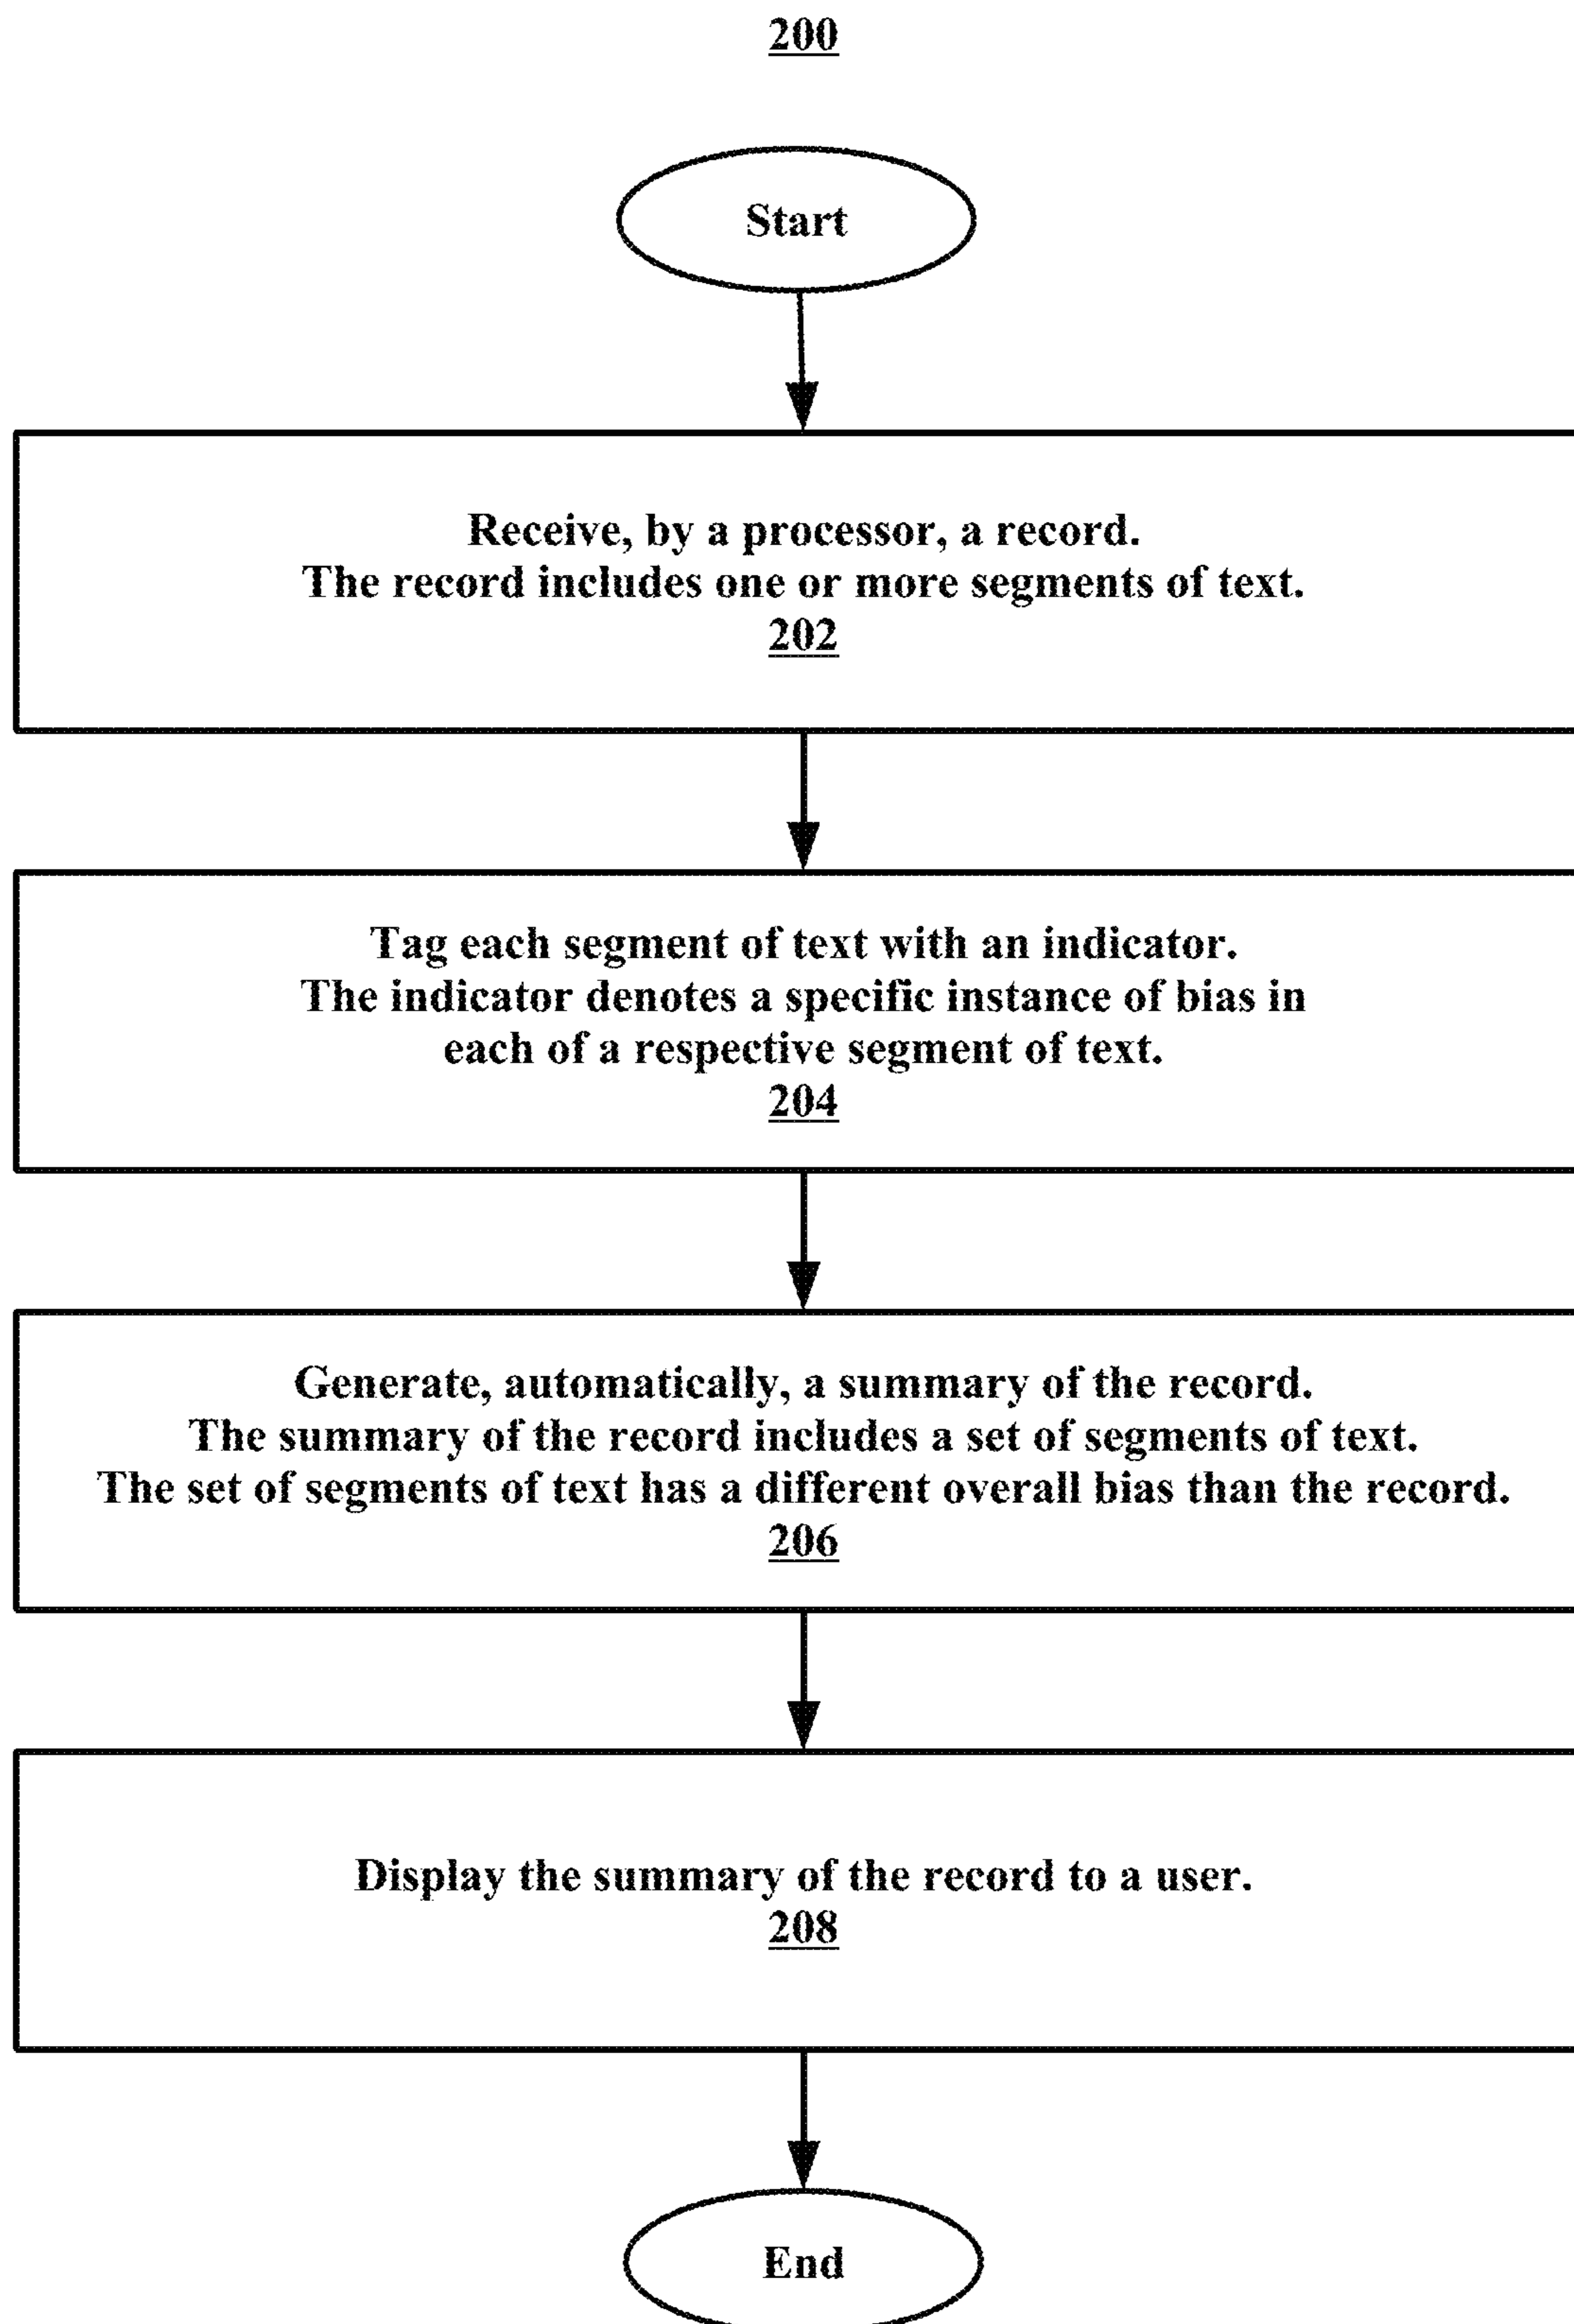 200
Start
Receive, by a processor, a record.
The record includes one or more segments of text.
202
Tag each segment of text with an indicator.
The indicator denotes a specific instance of bias in
each of a respective segment of text.
204
Generate, automatically, a summary of the record.
The summary of the record includes a set of segments of text.
The set of segments of text has a different overall bias than the record.
206
Display the summary of the record to a user.
208
End